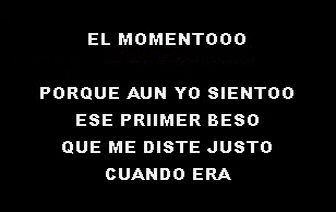 EL MOMENTOOO
PORQUE AUN YO SIENTOO
ESE PRIIMER BESO
QUE ME DISTE JUSTO
CUANDO ERA